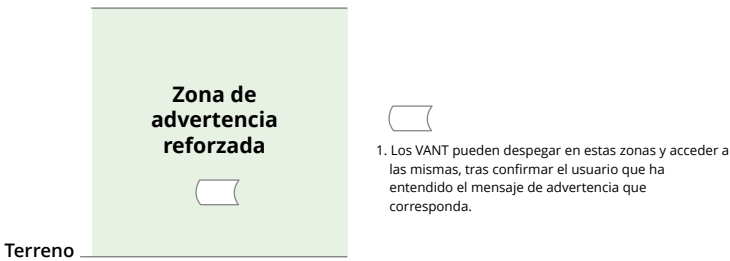 Zona de
advertencia
reforzada
1. Los VANT pueden despegar en estas zonas y acceder a
las mismas, tras confirmar el usuario que ha
entendido el mensaje de advertencia que
corresponda.
Terreno